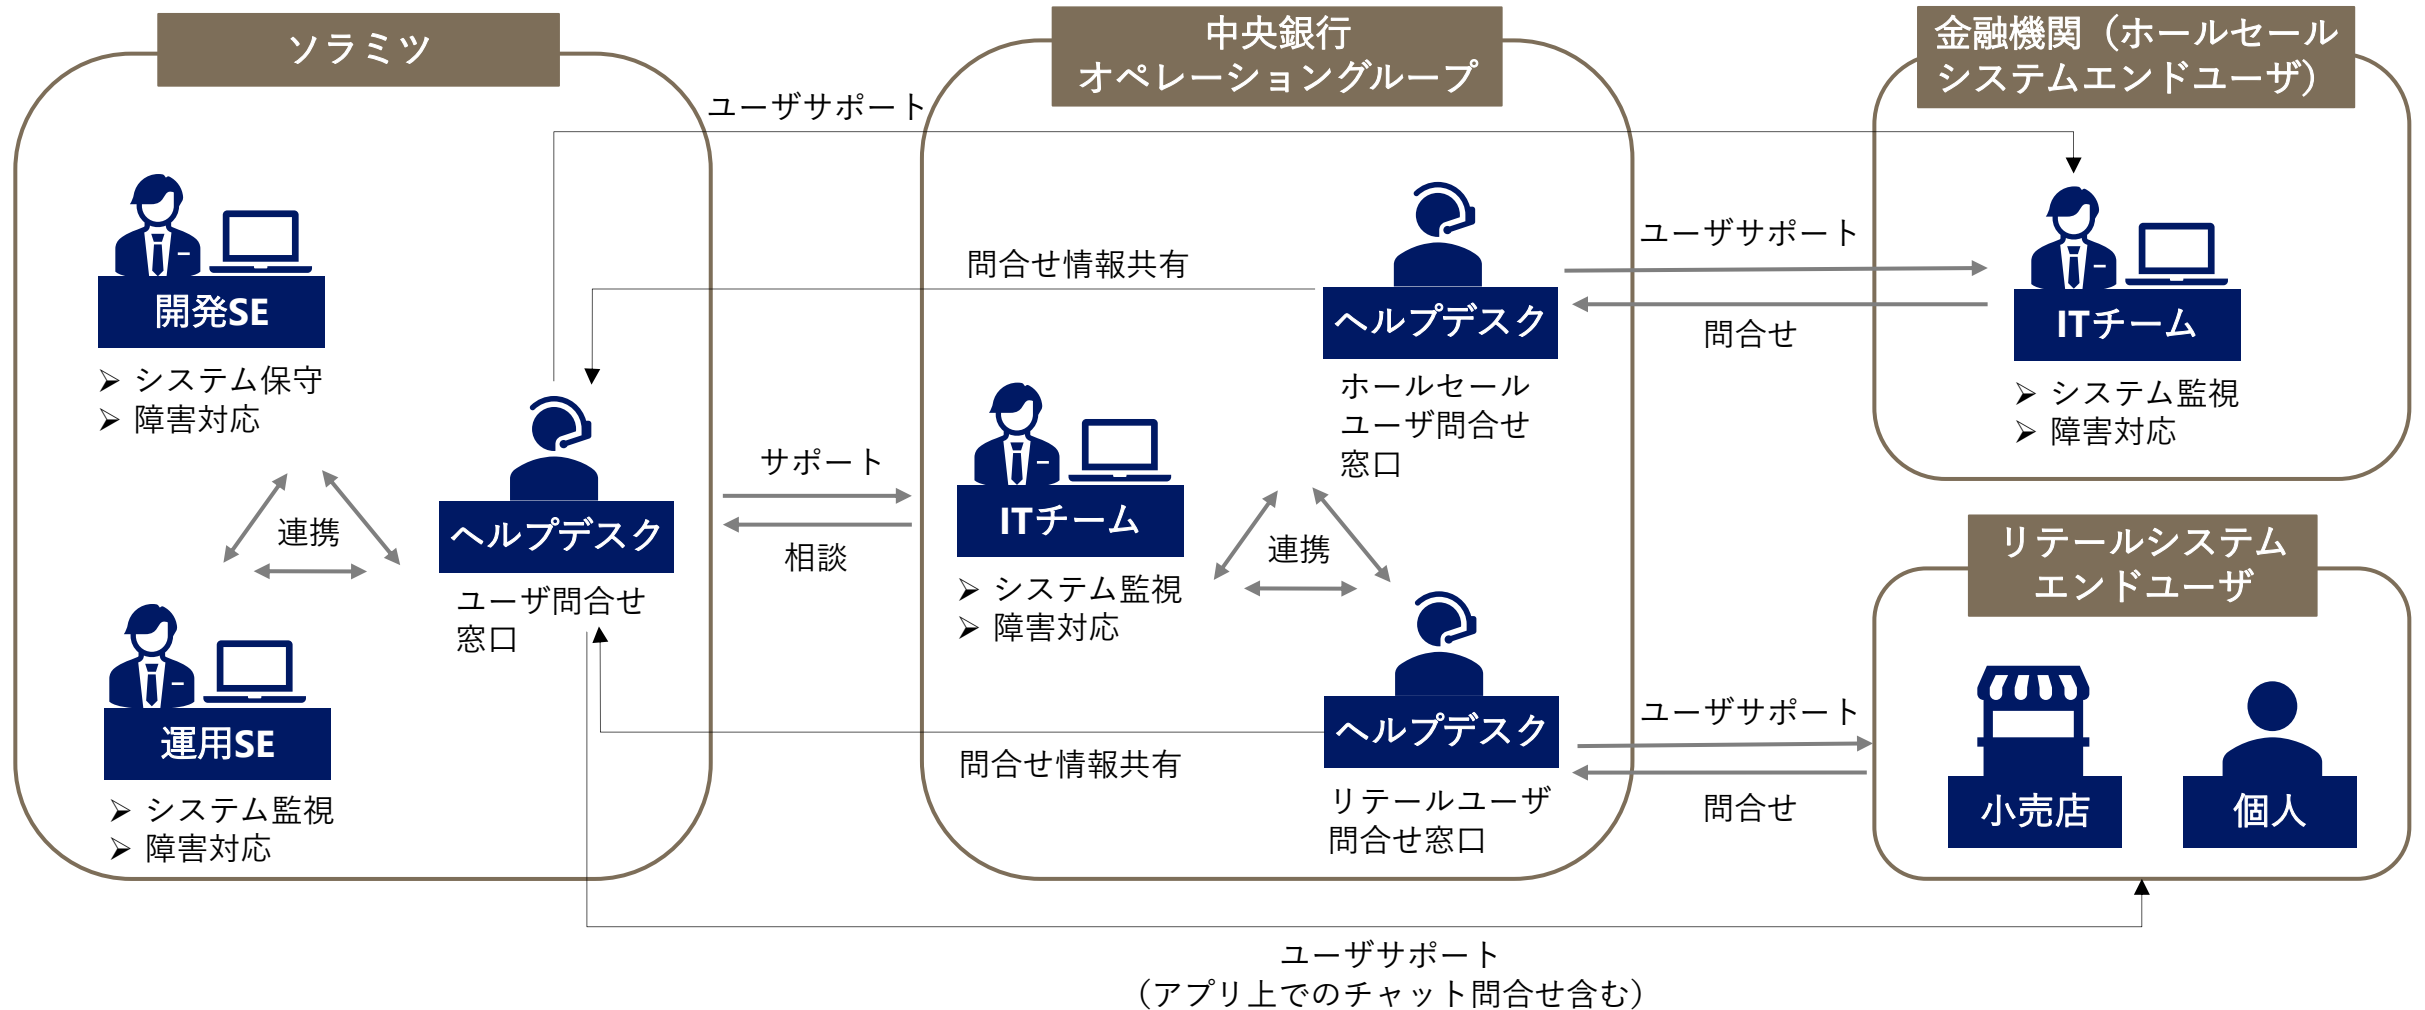 ソラミツ
開発SE
➢ システム保守
➢ 障害対応
連携
運用SE
➢ システム監視
➢ 障害対応
ヘルプデスク
ユーザ問合せ
窓口
ユーザサポート
問合せ情報共有
サポート
相談
問合せ情報共有
中央銀行
オペレーショングループ
ITチーム
➢ システム監視
➢ 障害対応
連携
ヘルプデスク
ホールセール
ユーザ問合せ
窓口
ヘルプデスク
リテールユーザ
問合せ窓口
ユーザサポート
問合せ
ユーザサポート
問合せ
金融機関（ホールセール
システムエンドユーザ）
ITチーム
➢ システム監視
➢ 障害対応
リテールシステム
エンドユーザ
小売店
個人
ユーザサポート
（アプリ上でのチャット問合せ含む）